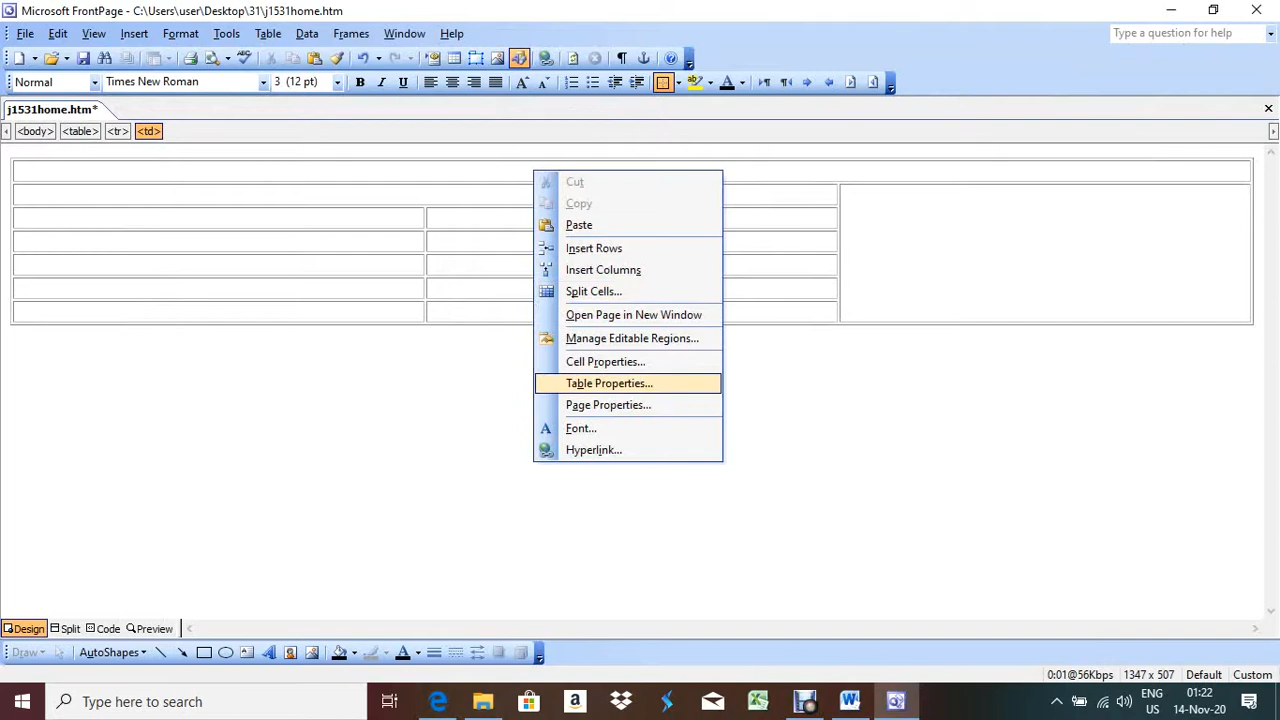 Microsoft FrontPage - C:\Users\user\Desktop\31\j1531home.htm
File Edit View Insert Format Tools Table Data Frames Window Help
Type a question for help
Normal Times New Roman 3 (12 pt) B I U
j1531home.htm*
<body> <table> <tr> <td>
Cut
Copy
Paste
Insert Rows
Insert Columns
Split Cells...
Open Page in New Window
Manage Editable Regions...
Cell Properties...
Table Properties...
Page Properties...
Font...
Hyperlink...
Design Split Code Preview
Draw AutoShapes
0:01@56Kbps 1347 x 507 Default Custom
Type here to search
ENG
US
01:22
14-Nov-20